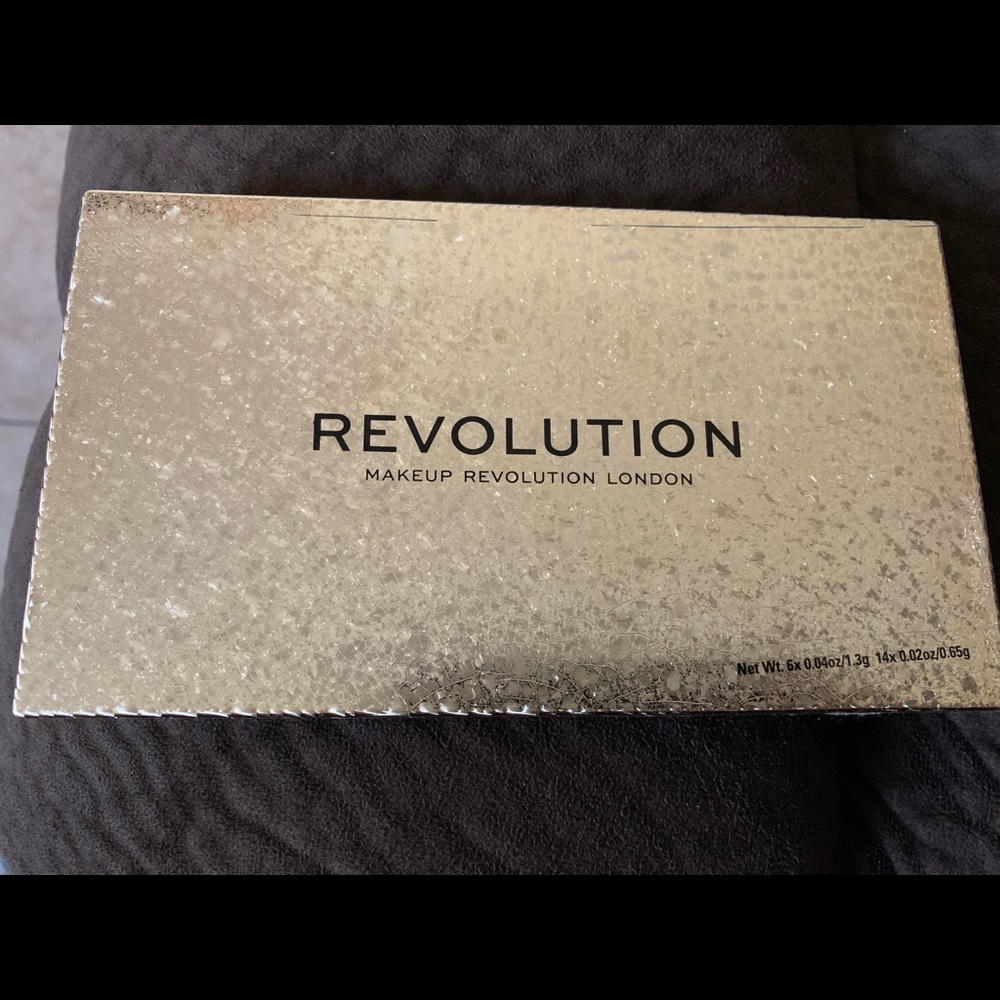 REVOLUTION
MAKEUP REVOLUTION LONDON
Net Wt. 6x 0.04oz/1.3g 14x 0.02oz/0.65g